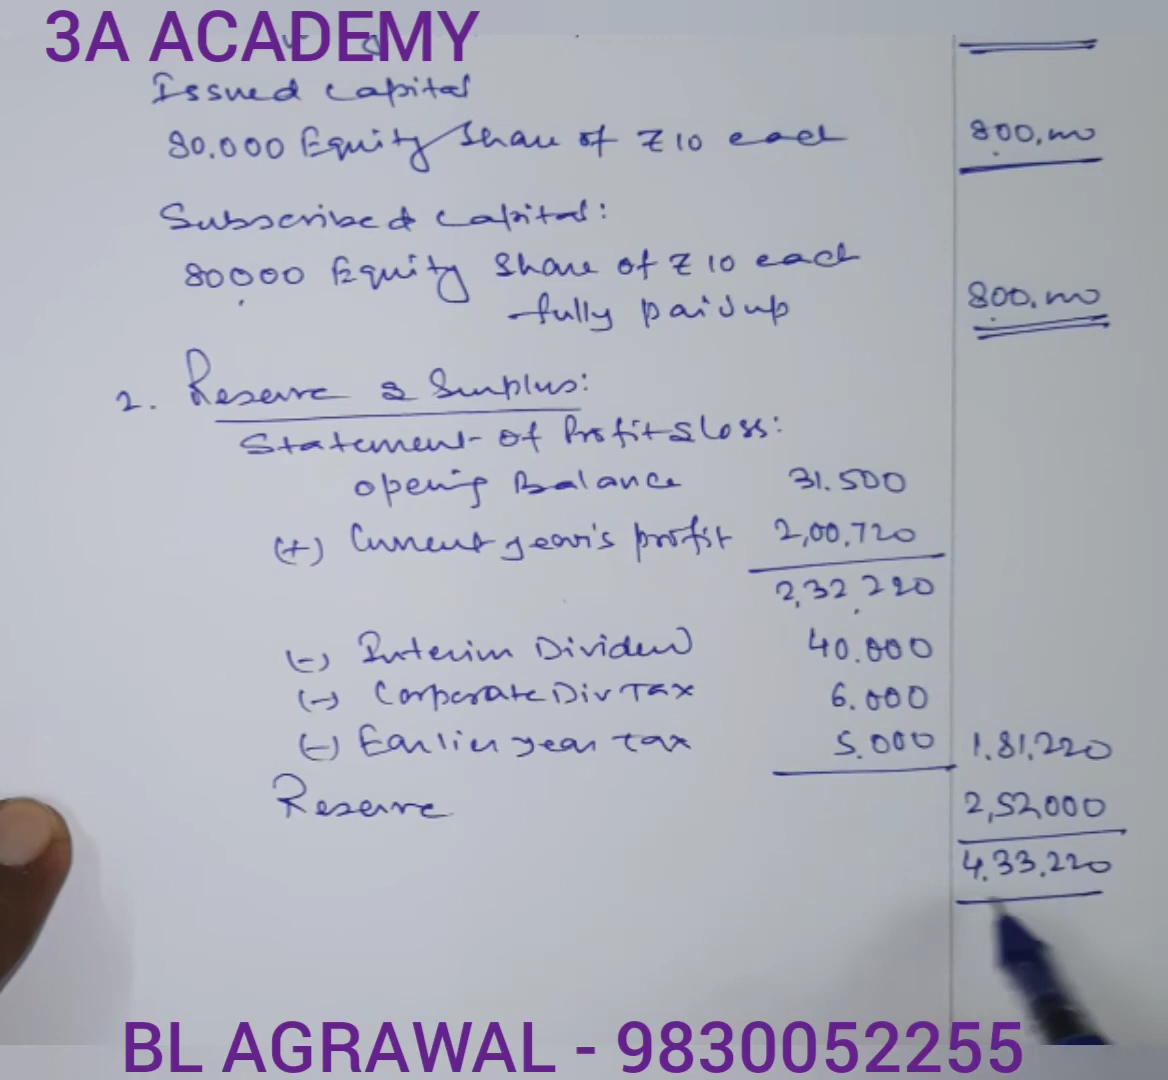 3A ACADEMY
Issued capital
80,000 Equity Share of ₹10 each 800,000
Subscribed capital:
80000 Equity Share of ₹10 each
fully paid up 800,000
2. Reserve & Surplus:
Statement of Profit & Loss:
opening Balance 31.500
(+) Current year's profit 2,00,720
2,32,220
(-) Interim Dividend 40.000
(-) Corporate Div Tax 6.000
(-) Earlier year tax 5.000 1,81,220
Reserve 2,52,000
4,33,220
BL AGRAWAL - 9830052255